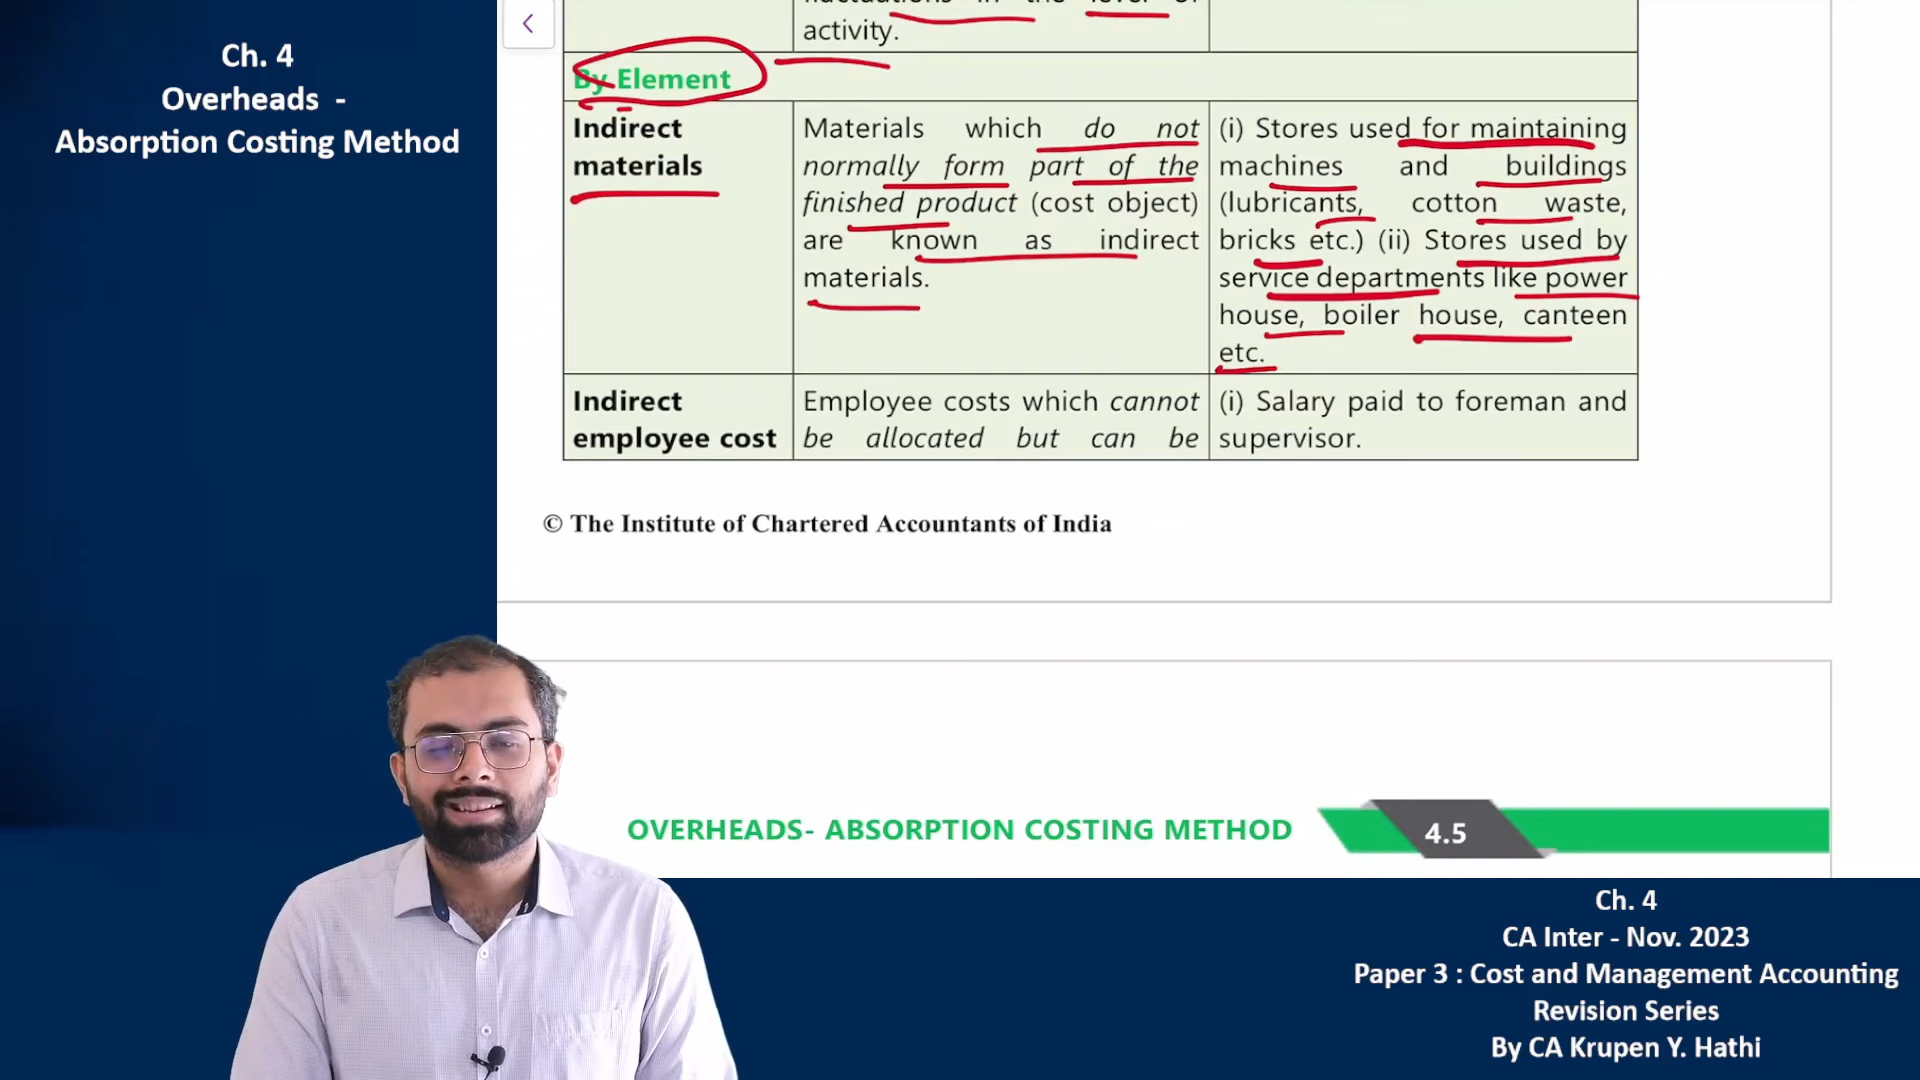 Ch. 4
Overheads -
Absorption Costing Method
activity.
By Element
Indirect
materials
Materials which do not
normally form part of the
finished product (cost object)
are known as indirect
materials.
(i) Stores used for maintaining
machines and buildings
(lubricants, cotton waste,
bricks etc.) (ii) Stores used by
service departments like power
house, boiler house, canteen
etc.
Indirect
employee cost
Employee costs which cannot
be allocated but can be
(i) Salary paid to foreman and
supervisor.
© The Institute of Chartered Accountants of India
OVERHEADS- ABSORPTION COSTING METHOD
4.5
Ch. 4
CA Inter - Nov. 2023
Paper 3 : Cost and Management Accounting
Revision Series
By CA Krupen Y. Hathi